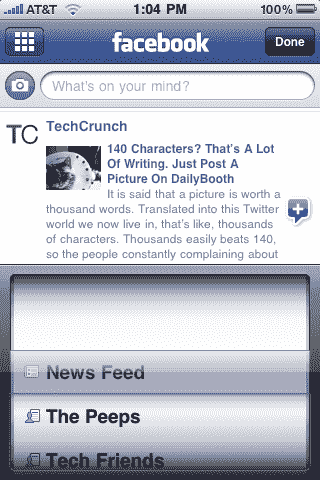 AT&T 1:04 PM 100%
facebook Done
What's on your mind?
TC TechCrunch
140 Characters? That's A Lot
Of Writing. Just Post A
Picture On DailyBooth
It is said that a picture is worth a
thousand words. Translated into this Twitter
world we now live in, that's like, thousands
of characters. Thousands easily beats 140,
so the people constantly complaining about
News Feed
The Peeps
Tech Friends